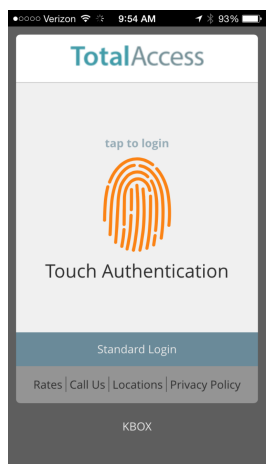 Verizon 9:54 AM 93%
TotalAccess
tap to login
Touch Authentication
Standard Login
Rates | Call Us | Locations | Privacy Policy
KBOX